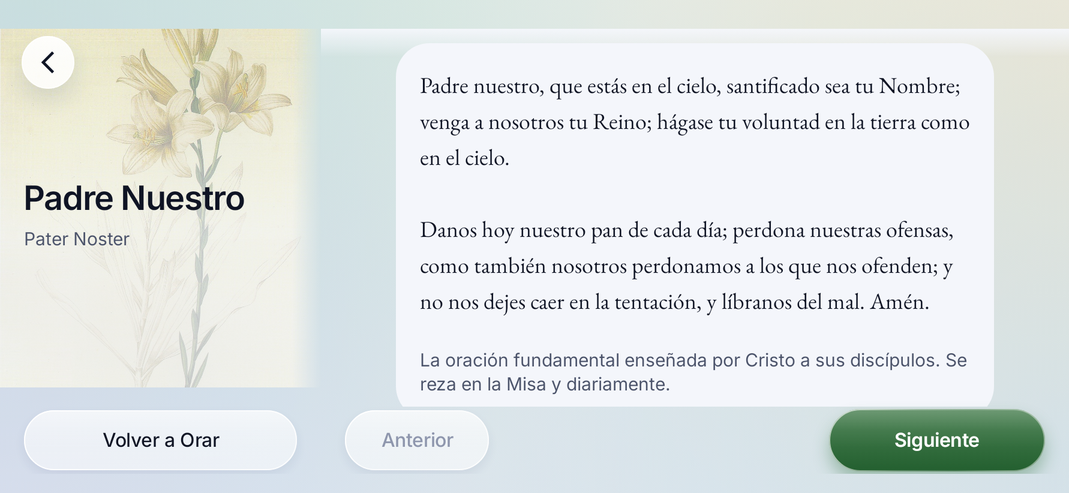 Padre Nuestro
Pater Noster
Padre nuestro, que estás en el cielo, santificado sea tu Nombre;
venga a nosotros tu Reino; hágase tu voluntad en la tierra como
en el cielo.
Danos hoy nuestro pan de cada día; perdona nuestras ofensas,
como también nosotros perdonamos a los que nos ofenden; y
no nos dejes caer en la tentación, y líbranos del mal. Amén.
La oración fundamental enseñada por Cristo a sus discípulos. Se
reza en la Misa y diariamente.
Volver a Orar
Anterior
Siguiente